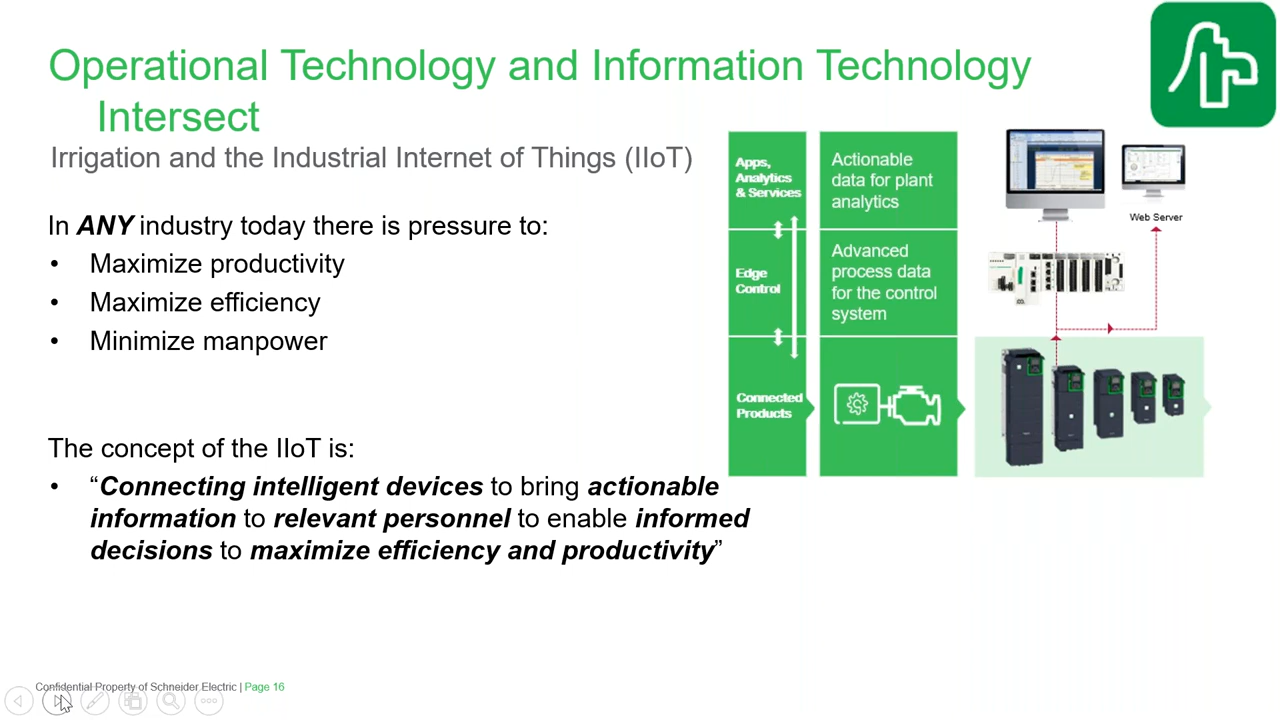 Operational Technology and Information Technology
Intersect
Irrigation and the Industrial Internet of Things (IIoT)
In ANY industry today there is pressure to:
• Maximize productivity
• Maximize efficiency
• Minimize manpower
The concept of the IIoT is:
• “Connecting intelligent devices to bring actionable
information to relevant personnel to enable informed
decisions to maximize efficiency and productivity”
Apps,
Analytics
& Services
Actionable
data for plant
analytics
Edge
Control
Advanced
process data
for the control
system
Connected
Products
Web Server
Confidential Property of Schneider Electric | Page 16